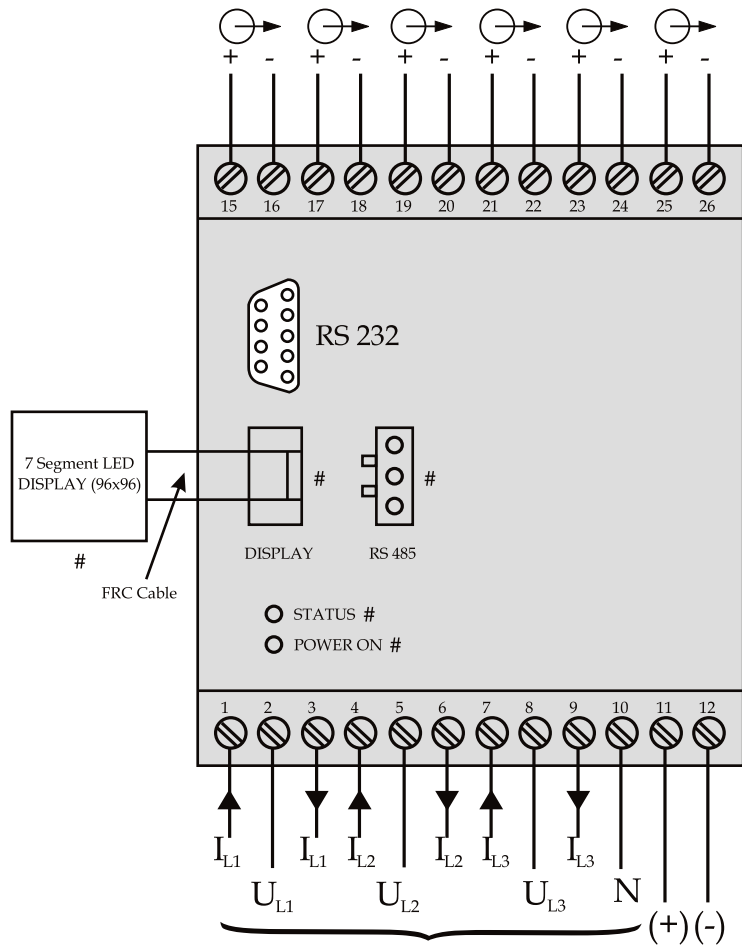 + - + - + - + - + - + -
15 16 17 18 19 20 21 22 23 24 25 26
RS 232
7 Segment LED
DISPLAY (96x96)
#
#
#
DISPLAY
RS 485
FRC Cable
STATUS #
POWER ON #
1 2 3 4 5 6 7 8 9 10 11 12
IL1 IL1 IL2 IL2 IL3 IL3
UL1 UL2 UL3 N (+) (-)